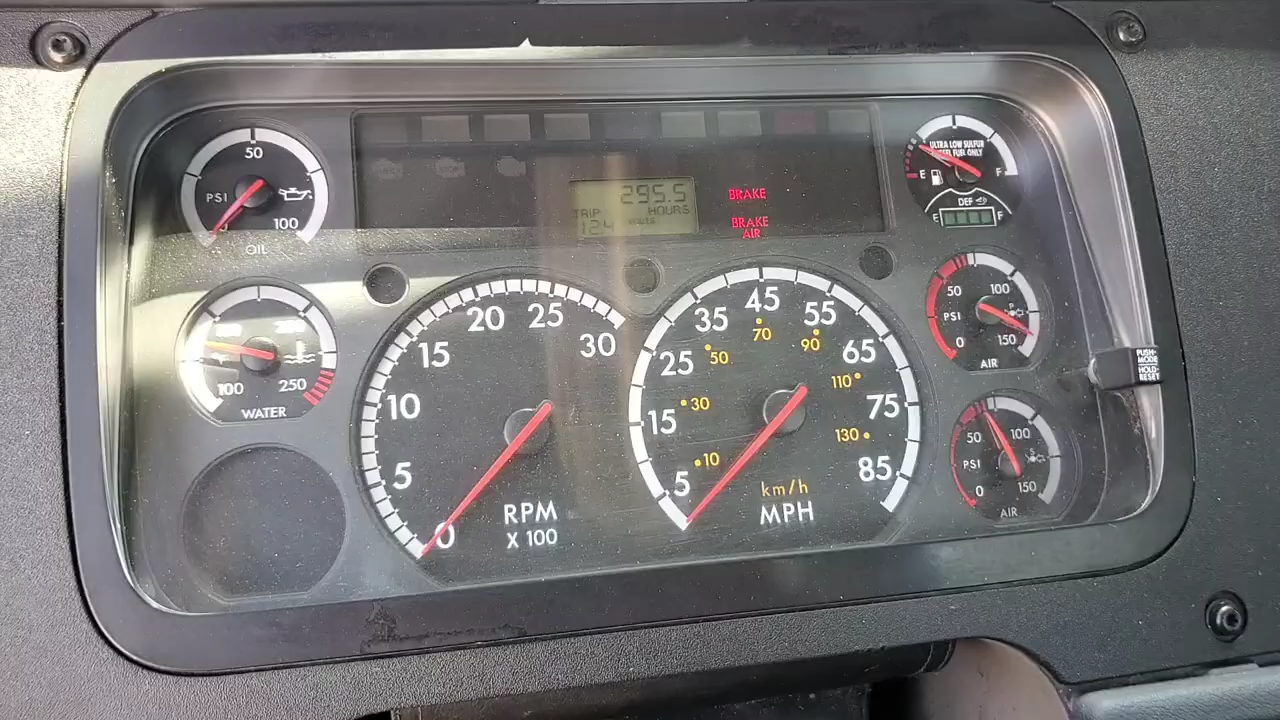 50
PSI
0
100
OIL
295.5
TRIP HOURS
124
BRAKE
BRAKE
AIR
ULTRA LOW SULFUR
DIESEL FUEL ONLY
E F
DEF
E F
50 100
PSI P
0 150
AIR
PUSH-
MODE
HOLD-
RESET
100 250
WATER
0
5
10
15
20
25
30
RPM
X 100
5
15
25
35
45
55
65
75
85
10
30
50
70
90
110
130
km/h
MPH
50 100
PSI S
0 150
AIR